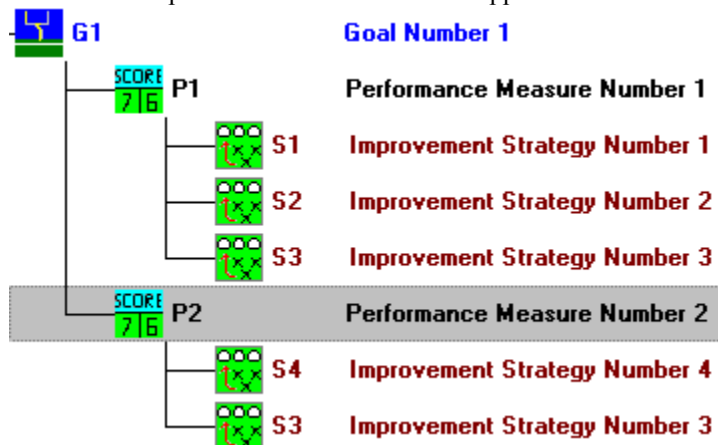 G1 Goal Number 1
SCORE 7 6 P1 Performance Measure Number 1
S1 Improvement Strategy Number 1
S2 Improvement Strategy Number 2
S3 Improvement Strategy Number 3
SCORE 7 6 P2 Performance Measure Number 2
S4 Improvement Strategy Number 4
S3 Improvement Strategy Number 3